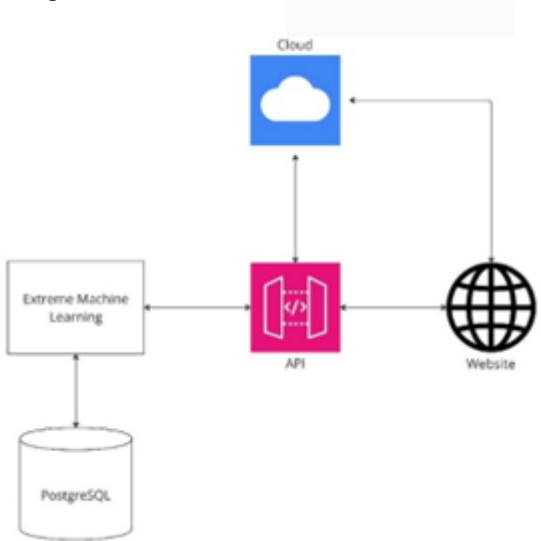 Cloud
Extreme Machine
Learning
</>
API
Website
PostgreSQL